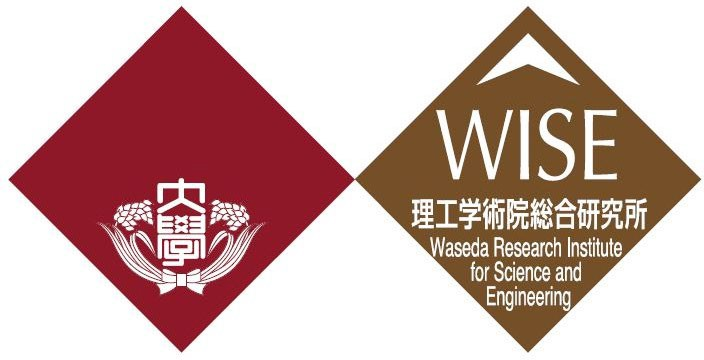 大學
WISE
理工学術院総合研究所
Waseda Research Institute
for Science and
Engineering